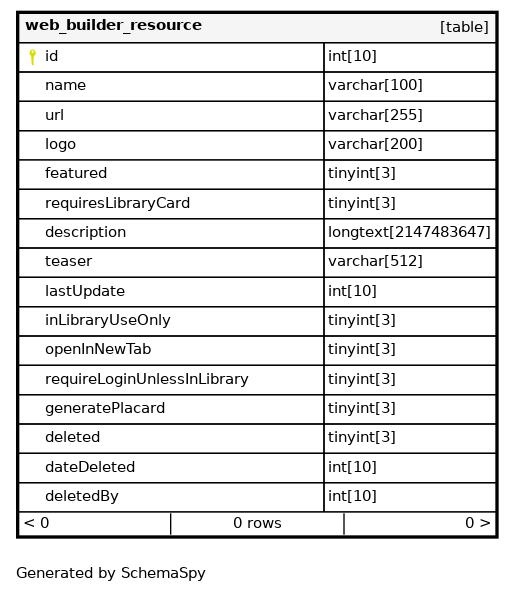 web_builder_resource [table]
id int[10]
name varchar[100]
url varchar[255]
logo varchar[200]
featured tinyint[3]
requiresLibraryCard tinyint[3]
description longtext[2147483647]
teaser varchar[512]
lastUpdate int[10]
inLibraryUseOnly tinyint[3]
openInNewTab tinyint[3]
requireLoginUnlessInLibrary tinyint[3]
generatePlacard tinyint[3]
deleted tinyint[3]
dateDeleted int[10]
deletedBy int[10]
< 0 0 rows 0 >
Generated by SchemaSpy